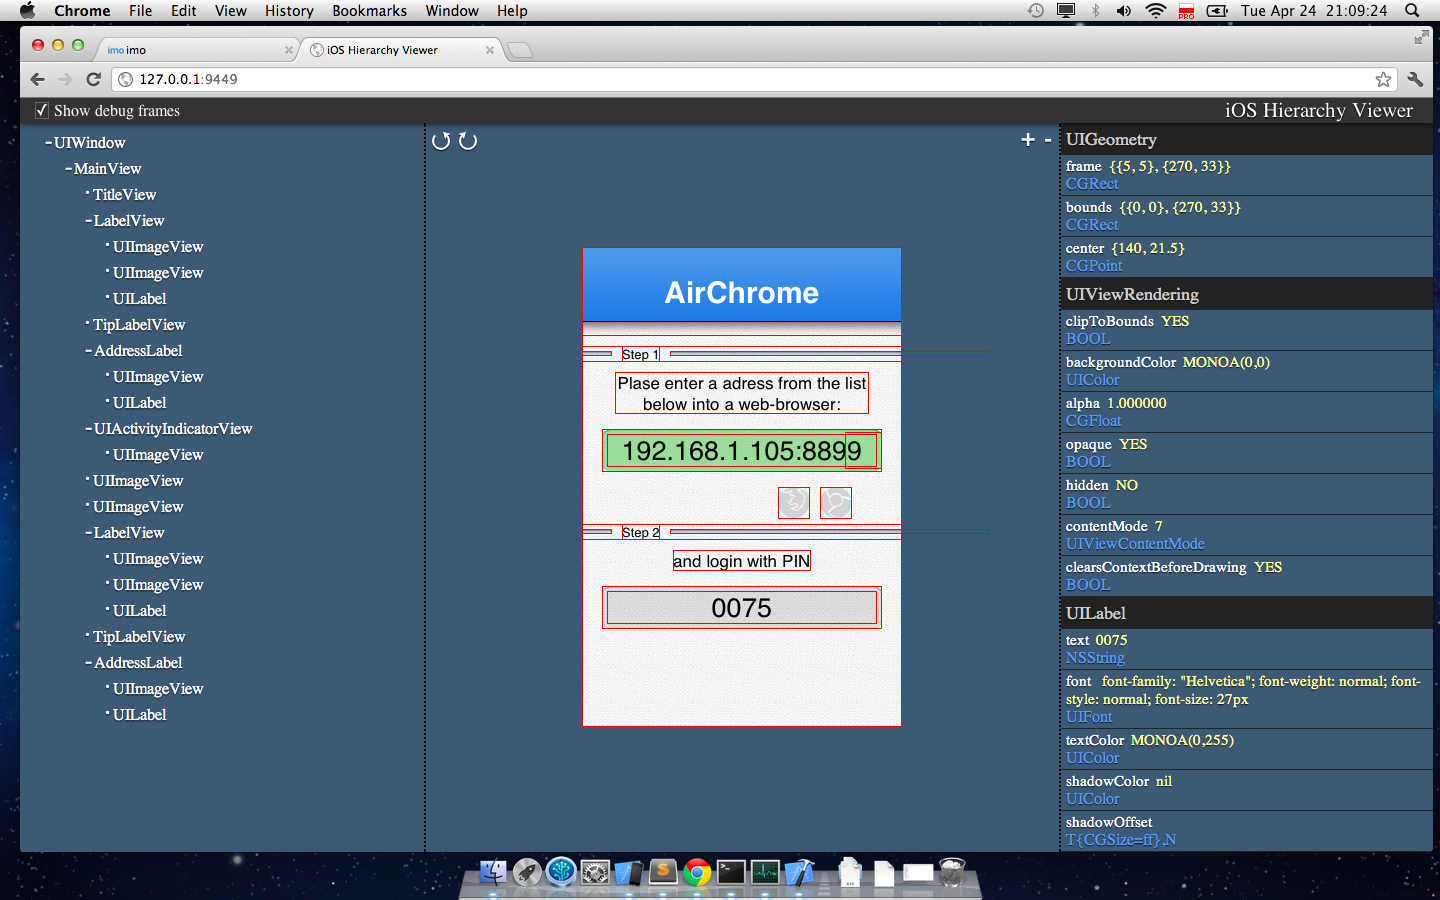 Chrome File Edit View History Bookmarks Window Help PRO Tue Apr 24 21:09:24
imo imo
iOS Hierarchy Viewer
127.0.0.1:9449
Show debug frames
iOS Hierarchy Viewer
UIWindow
MainView
TitleView
LabelView
UIImageView
UIImageView
UILabel
TipLabelView
AddressLabel
UIImageView
UILabel
UIActivityIndicatorView
UIImageView
UIImageView
UIImageView
LabelView
UIImageView
UIImageView
UILabel
TipLabelView
AddressLabel
UIImageView
UILabel
+ -
AirChrome
Step 1
Plase enter a adress from the list
below into a web-browser:
192.168.1.105:8899
Step 2
and login with PIN
0075
UIGeometry
frame {{5, 5}, {270, 33}}
CGRect
bounds {{0, 0}, {270, 33}}
CGRect
center {140, 21.5}
CGPoint
UIViewRendering
clipToBounds YES
BOOL
backgroundColor MONOA(0,0)
UIColor
alpha 1.000000
CGFloat
opaque YES
BOOL
hidden NO
BOOL
contentMode 7
UIViewContentMode
clearsContextBeforeDrawing YES
BOOL
UILabel
text 0075
NSString
font font-family: "Helvetica"; font-weight: normal; font-
style: normal; font-size: 27px
UIFont
textColor MONOA(0,255)
UIColor
shadowColor nil
UIColor
shadowOffset
T{CGSize=ff},N